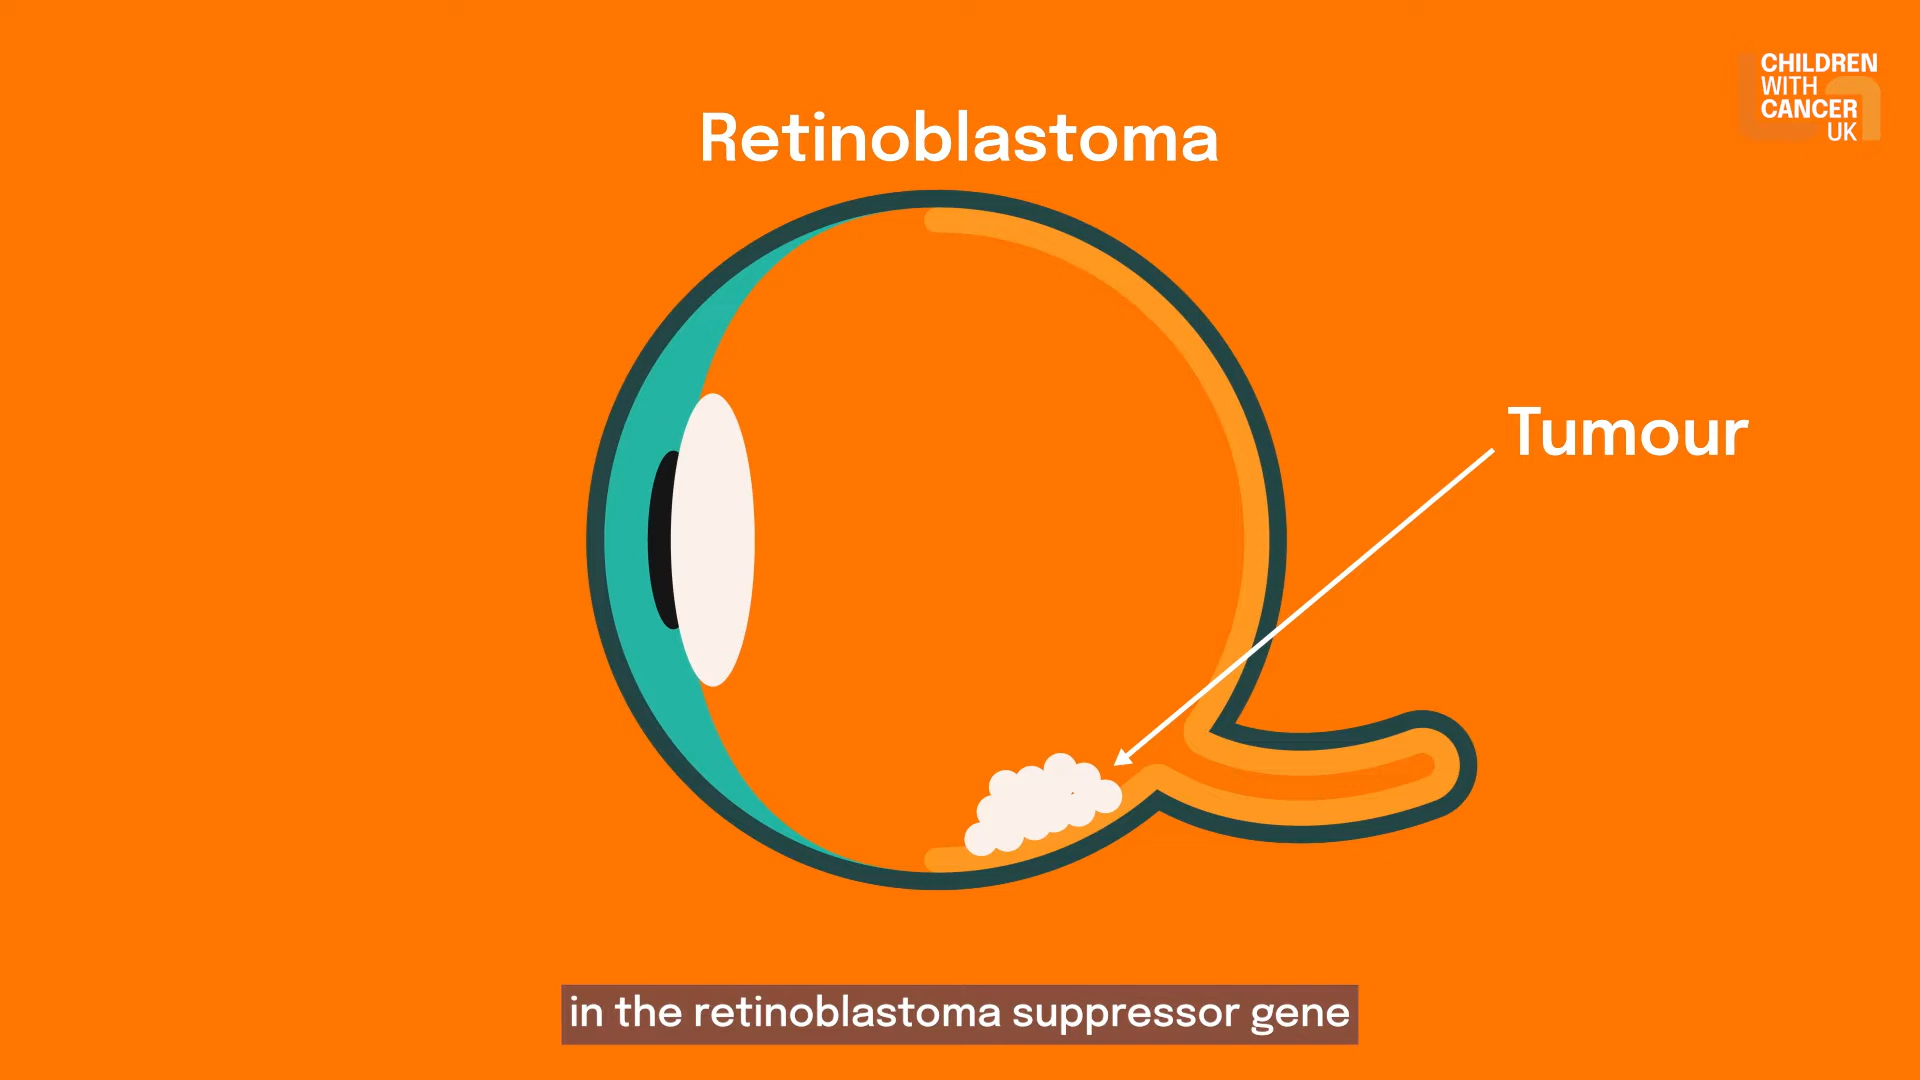 CHILDREN
WITH
CANCER
UK
Retinoblastoma
Tumour
in the retinoblastoma suppressor gene